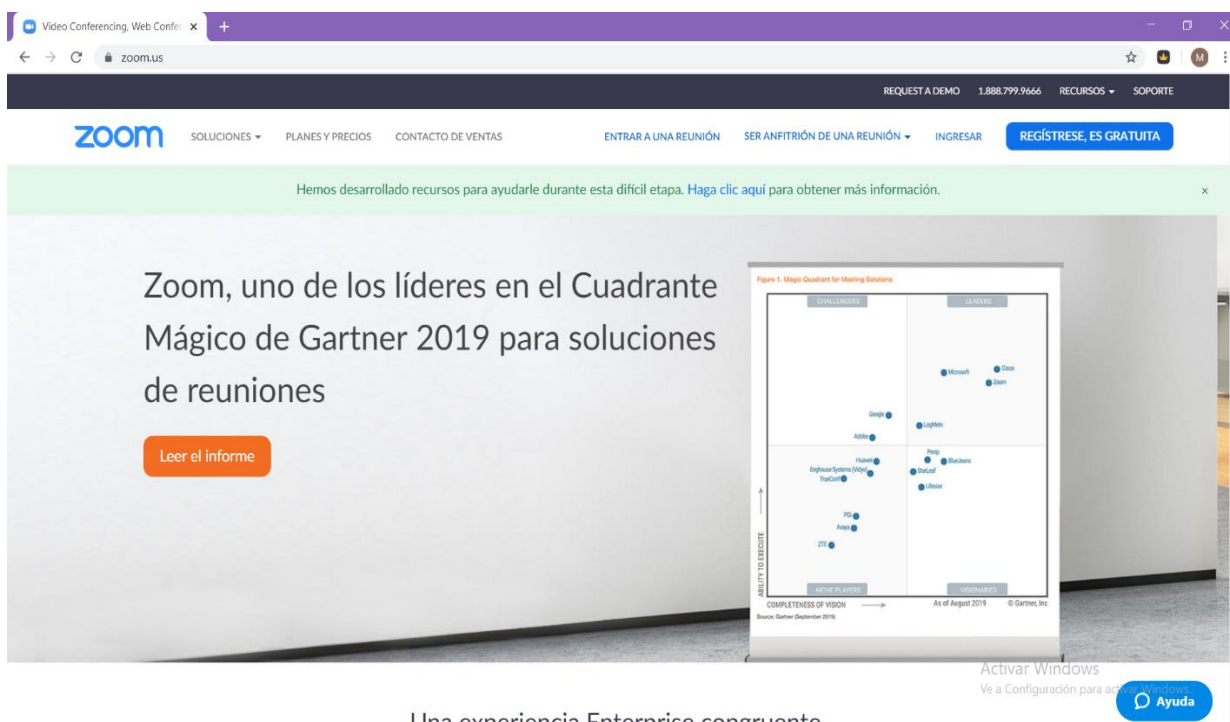 Video Conferencing, Web Confe
zoom.us
M
REQUEST A DEMO 1.888.799.9666 RECURSOS SOPORTE
zoom SOLUCIONES PLANES Y PRECIOS CONTACTO DE VENTAS ENTRAR A UNA REUNIÓN SER ANFITRIÓN DE UNA REUNIÓN INGRESAR REGÍSTRESE, ES GRATUITA
Hemos desarrollado recursos para ayudarle durante esta difícil etapa. Haga clic aquí para obtener más información.
Zoom, uno de los líderes en el Cuadrante
Mágico de Gartner 2019 para soluciones
de reuniones
Leer el informe
Figure 1. Magic Quadrant for Meeting Solutions
CHALLENGERS LEADERS
Microsoft Cisco
Zoom
Google
LogMeIn
Adobe
Pexip
Huawei BlueJeans
Enghouse Systems (Vidyo) StarLeaf
TrueConf
Lifesize
PGi
Avaya
ZTE
ABILITY TO EXECUTE
NICHE PLAYERS VISIONARIES
COMPLETENESS OF VISION As of August 2019 © Gartner, Inc
Source: Gartner (September 2019)
Activar Windows
Ve a Configuración para activar Windows.
Ayuda
Una experiencia Enterprise congruente